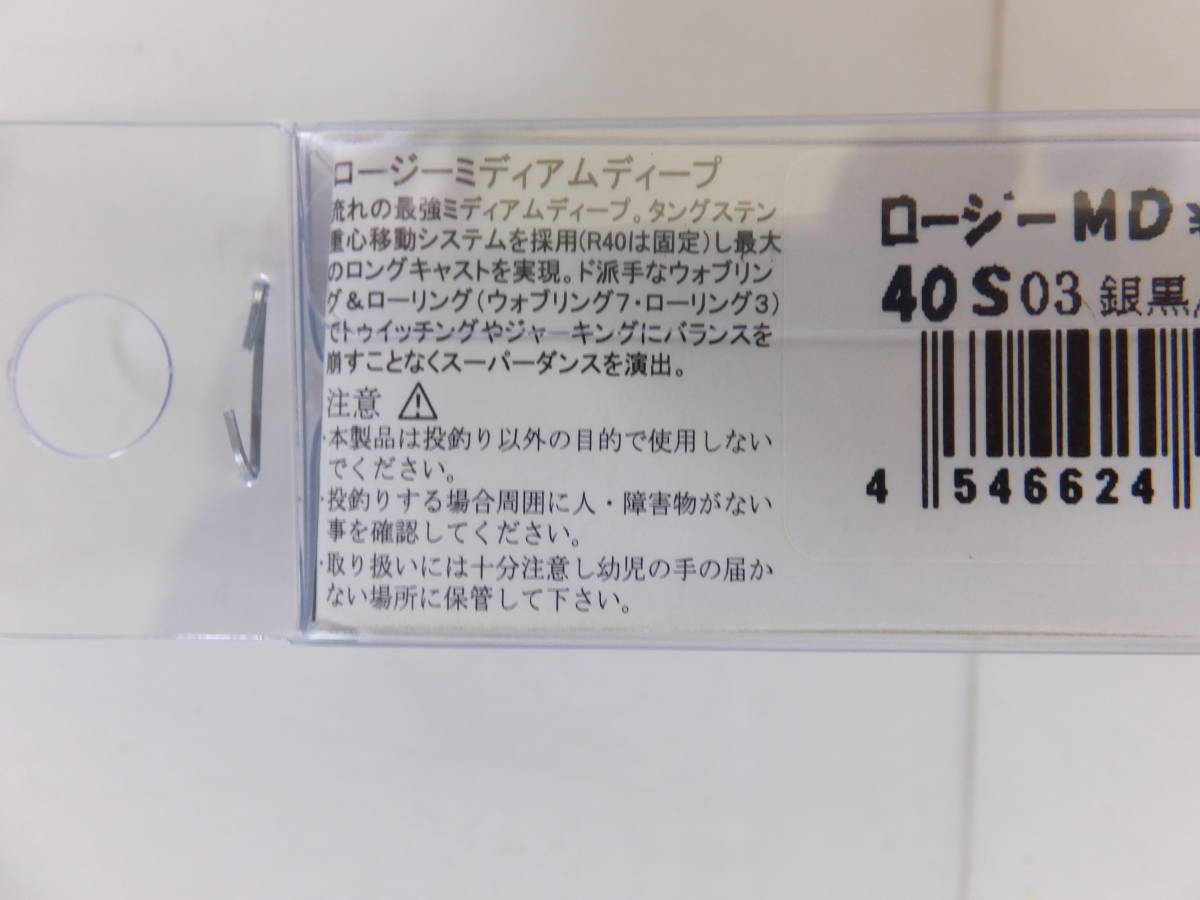 ロージーミディアムディープ
流れの最強ミディアムディープ。タングステン
重心移動システムを採用(R40は固定)し最大
のロングキャストを実現。ド派手なウォブリン
グ&ローリング(ウォブリング7・ローリング3)
でトゥイッチングやジャーキングにバランスを
崩すことなくスーパーダンスを演出。
注意
・本製品は投釣り以外の目的で使用しない
でください。
・投釣りする場合周囲に人・障害物がない
事を確認してください。
・取り扱いには十分注意し幼児の手の届か
ない場所に保管して下さい。
ロージーMD
40S03 銀黒
4 546624